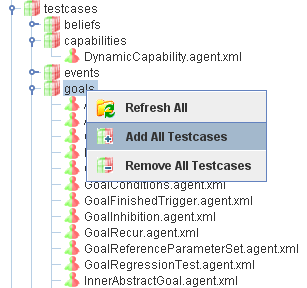 testcases
beliefs
capabilities
DynamicCapability.agent.xml
events
goals
Refresh All
Add All Testcases
Remove All Testcases
GoalConditions.agent.xml
GoalFinishedTrigger.agent.xml
GoalInhibition.agent.xml
GoalRecur.agent.xml
GoalReferenceParameterSet.agent.xml
GoalRegressionTest.agent.xml
InnerAbstractGoal.agent.xml